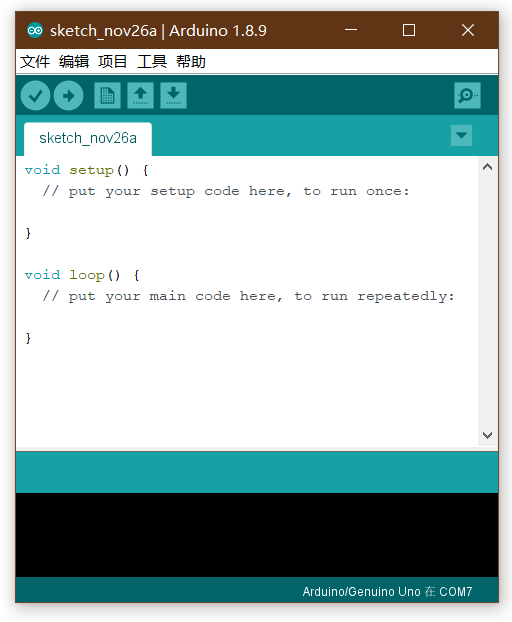 sketch_nov26a | Arduino 1.8.9
文件 编辑 项目 工具 帮助
sketch_nov26a
void setup() {
  // put your setup code here, to run once:
}
void loop() {
  // put your main code here, to run repeatedly:
}
Arduino/Genuino Uno 在 COM7